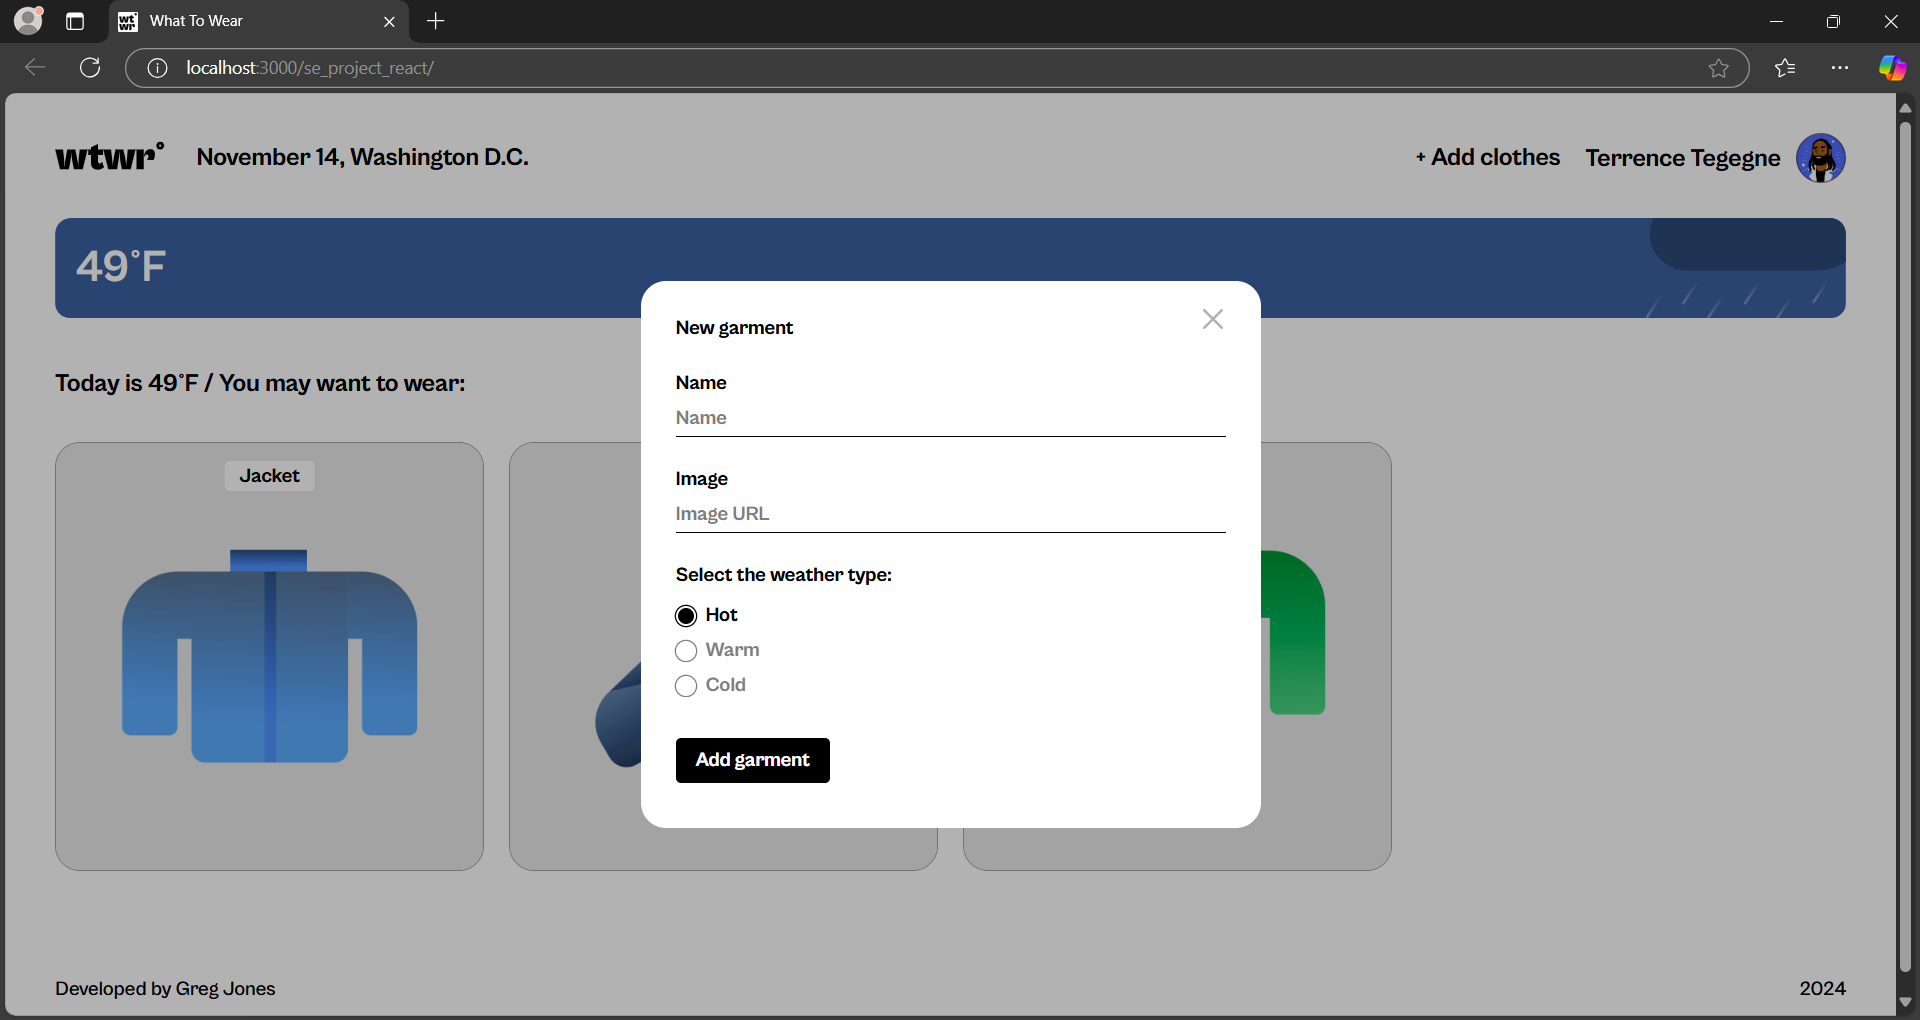 wt
wr
What To Wear
localhost:3000/se_project_react/
wtwr°
November 14, Washington D.C.
+ Add clothes
Terrence Tegegne
49°F
Today is 49°F / You may want to wear:
Jacket
New garment
Name
Name
Image
Image URL
Select the weather type:
Hot
Warm
Cold
Add garment
Developed by Greg Jones
2024